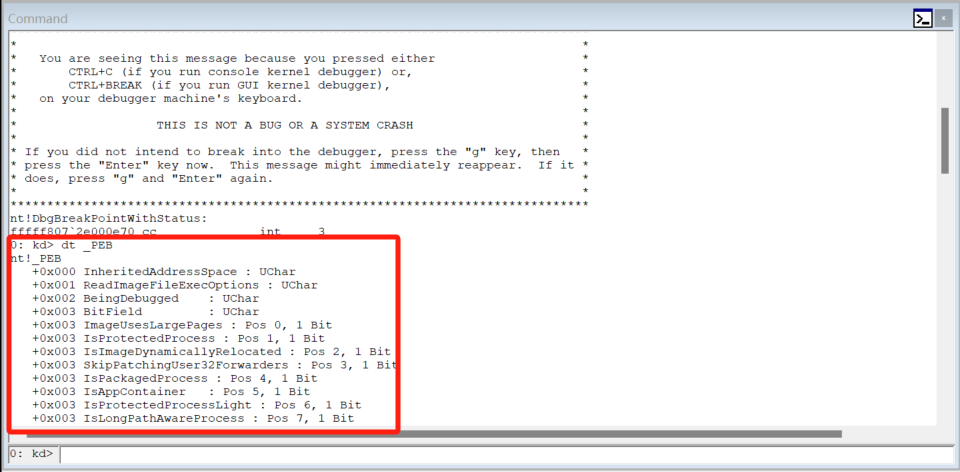 Command
*                                                                             *
*   You are seeing this message because you pressed either                    *
*       CTRL+C (if you run console kernel debugger) or,                       *
*       CTRL+BREAK (if you run GUI kernel debugger),                          *
*   on your debugger machine's keyboard.                                      *
*                                                                             *
*                   THIS IS NOT A BUG OR A SYSTEM CRASH                       *
*                                                                             *
* If you did not intend to break into the debugger, press the "g" key, then   *
* press the "Enter" key now.  This message might immediately reappear.  If it *
* does, press "g" and "Enter" again.                                          *
*                                                                             *
*******************************************************************************
nt!DbgBreakPointWithStatus:
fffff807`2e000e70 cc              int     3
0: kd> dt _PEB
nt!_PEB
   +0x000 InheritedAddressSpace : UChar
   +0x001 ReadImageFileExecOptions : UChar
   +0x002 BeingDebugged    : UChar
   +0x003 BitField         : UChar
   +0x003 ImageUsesLargePages : Pos 0, 1 Bit
   +0x003 IsProtectedProcess : Pos 1, 1 Bit
   +0x003 IsImageDynamicallyRelocated : Pos 2, 1 Bit
   +0x003 SkipPatchingUser32Forwarders : Pos 3, 1 Bit
   +0x003 IsPackagedProcess : Pos 4, 1 Bit
   +0x003 IsAppContainer   : Pos 5, 1 Bit
   +0x003 IsProtectedProcessLight : Pos 6, 1 Bit
   +0x003 IsLongPathAwareProcess : Pos 7, 1 Bit
0: kd>